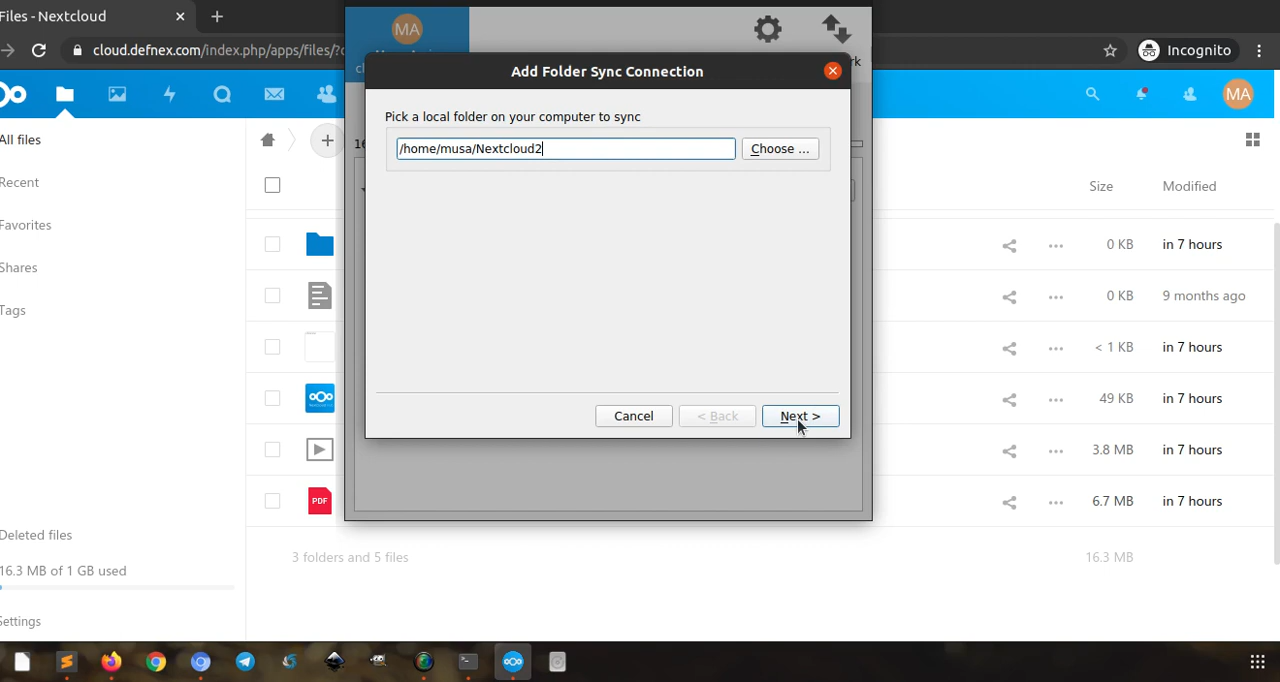 Files - Nextcloud
cloud.defnex.com/index.php/apps/files/?
Incognito
MA
Add Folder Sync Connection
Pick a local folder on your computer to sync
/home/musa/Nextcloud2
Choose ...
Cancel
< Back
Next >
MA
All files
Recent
Favorites
Shares
Tags
Deleted files
16.3 MB of 1 GB used
Settings
Size Modified
0 KB in 7 hours
0 KB 9 months ago
< 1 KB in 7 hours
49 KB in 7 hours
3.8 MB in 7 hours
PDF 6.7 MB in 7 hours
3 folders and 5 files 16.3 MB